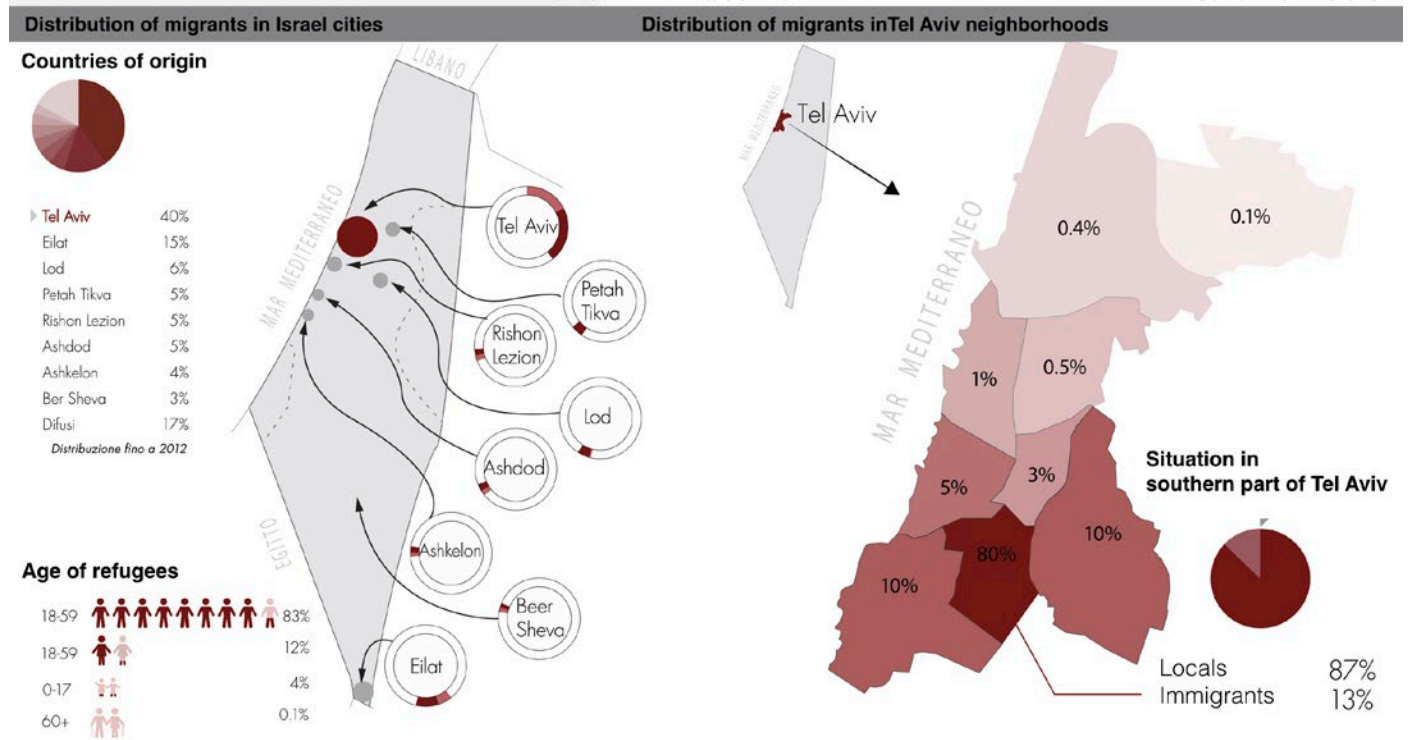 Distribution of migrants in Israel cities
Distribution of migrants inTel Aviv neighborhoods
Countries of origin
Tel Aviv 40%
Eilat 15%
Lod 6%
Petah Tikva 5%
Rishon Lezion 5%
Ashdod 5%
Ashkelon 4%
Ber Sheva 3%
Difusi 17%
Distribuzione fino a 2012
Age of refugees
18-59 83%
18-59 12%
0-17 4%
60+ 0.1%
LIBANO
MAR MEDITERRANEO
EGITTO
Tel Aviv
Petah
Tikva
Rishon
Lezion
Lod
Ashdod
Ashkelon
Beer
Sheva
Eilat
MAR MEDITERRANEO
Tel Aviv
MAR MEDITERRANEO
0.4%
0.1%
1%
0.5%
5%
3%
10%
80%
10%
Situation in
southern part of Tel Aviv
Locals 87%
Immigrants 13%